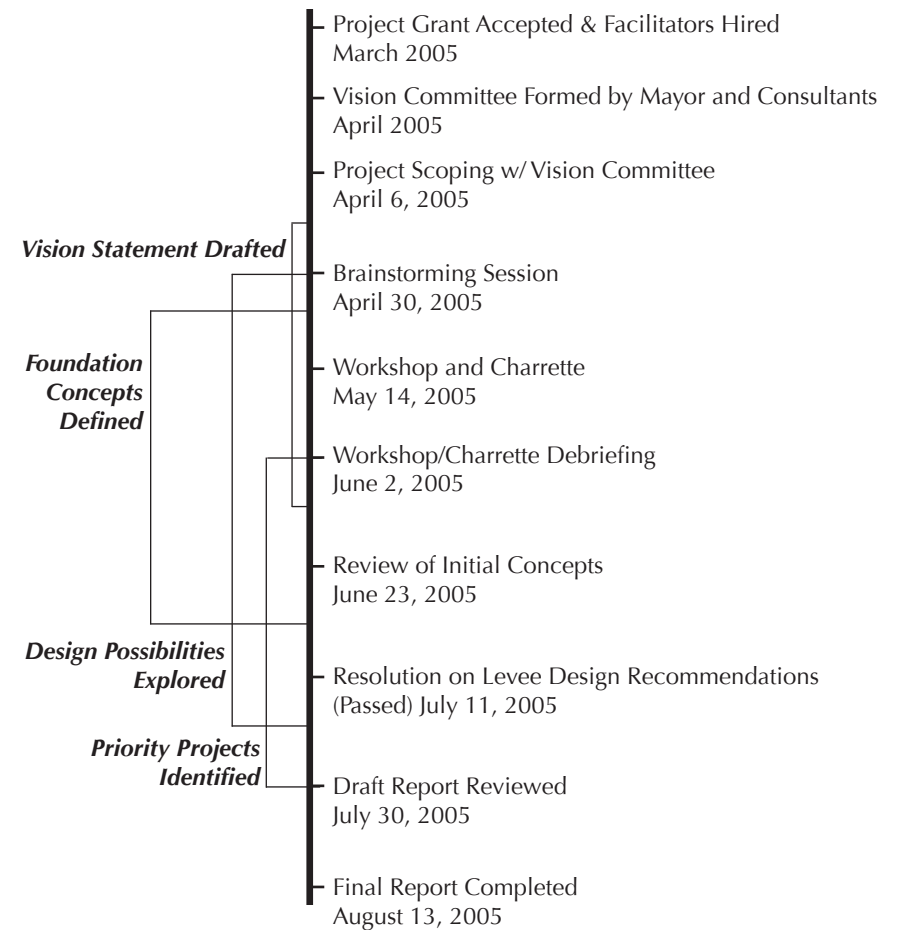 Project Grant Accepted & Facilitators Hired
March 2005
Vision Committee Formed by Mayor and Consultants
April 2005
Project Scoping w/ Vision Committee
April 6, 2005
Vision Statement Drafted
Brainstorming Session
April 30, 2005
Foundation
Concepts
Defined
Workshop and Charrette
May 14, 2005
Workshop/Charrette Debriefing
June 2, 2005
Review of Initial Concepts
June 23, 2005
Design Possibilities
Explored
Resolution on Levee Design Recommendations
(Passed) July 11, 2005
Priority Projects
Identified
Draft Report Reviewed
July 30, 2005
Final Report Completed
August 13, 2005